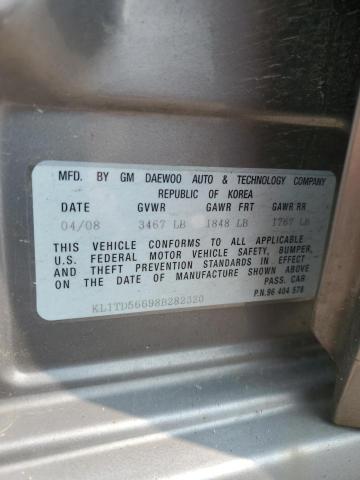 MFD. BY GM DAEWOO AUTO & TECHNOLOGY COMPANY
REPUBLIC OF KOREA
DATE GVWR GAWR FRT GAWR RR
04/08 3467 LB 1848 LB 1767 LB
THIS VEHICLE CONFORMS TO ALL APPLICABLE
U.S. FEDERAL MOTOR VEHICLE SAFETY, BUMPER,
AND THEFT PREVENTION STANDARDS IN EFFECT
ON THE DATE OF MANUFACTURE SHOWN ABOVE
PASS. CAR
KL1TD56698B282320
P.N.96 404 578